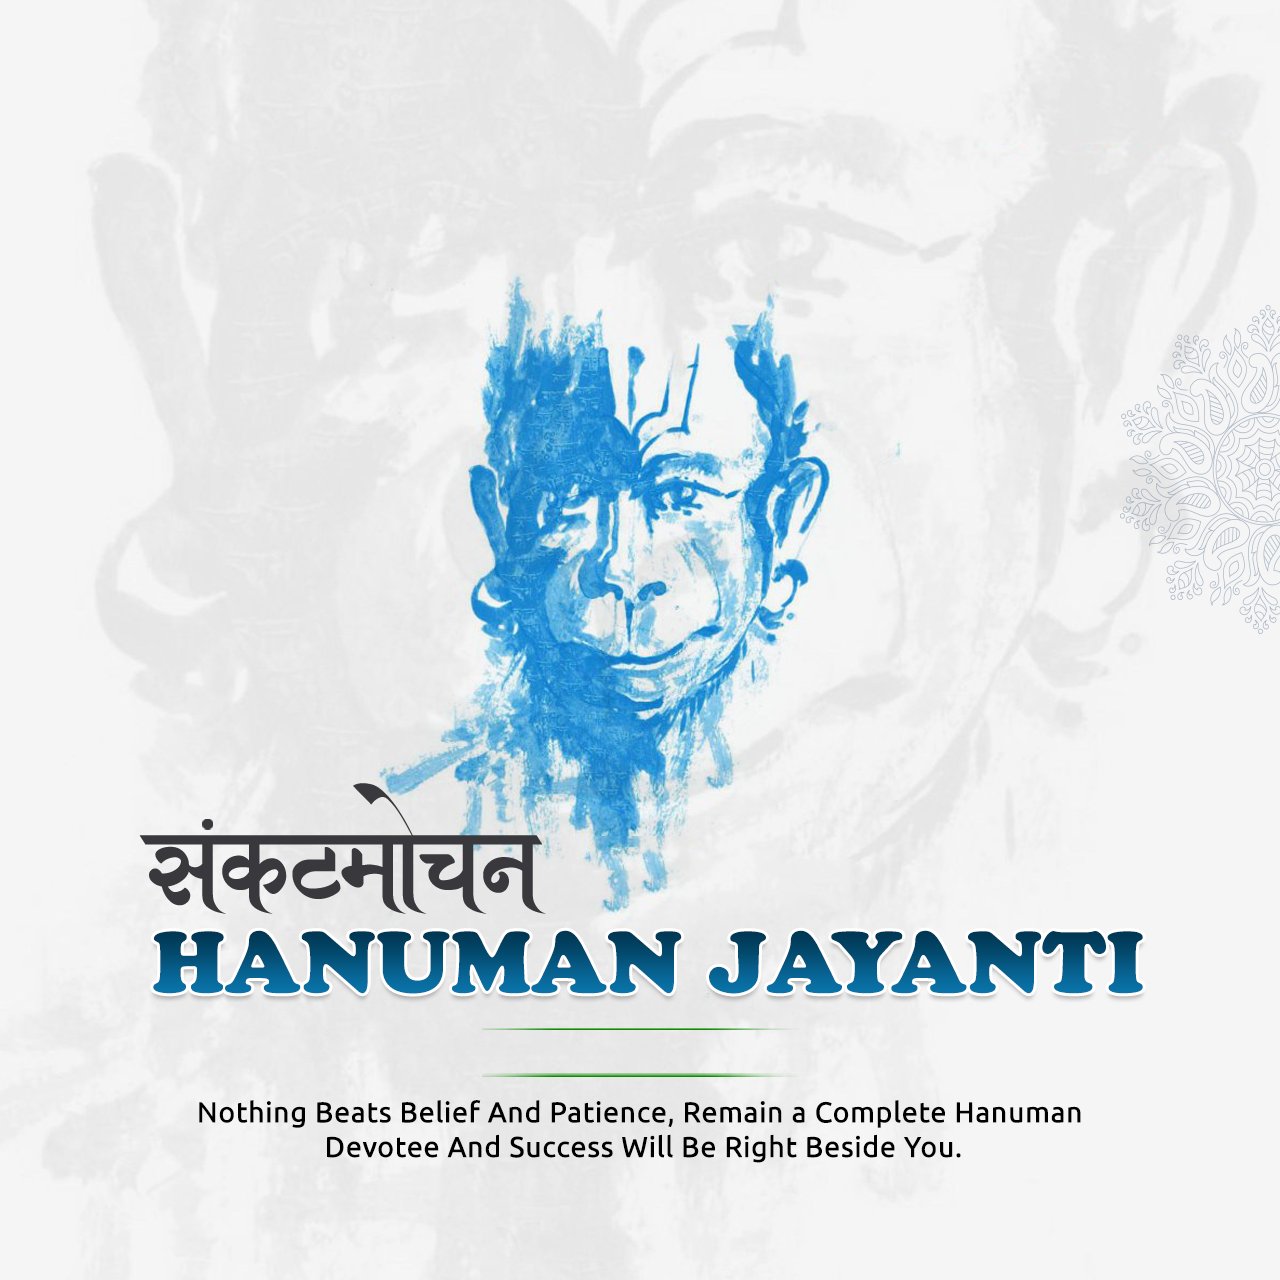 संकटमोचन
HANUMAN JAYANTI
Nothing Beats Belief And Patience, Remain a Complete Hanuman
Devotee And Success Will Be Right Beside You.